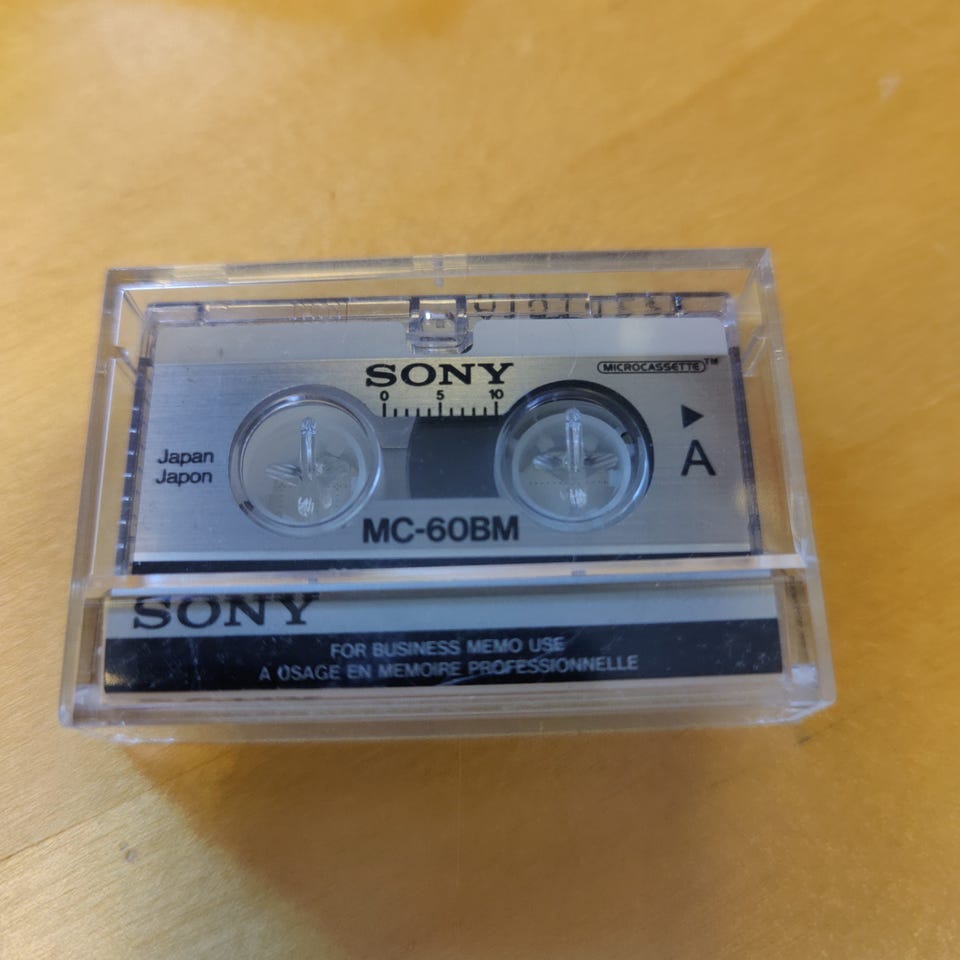 SONY
MICROCASSETTE™
0 5 10
Japan
Japon
A
MC-60BM
SONY
FOR BUSINESS MEMO USE
A USAGE EN MEMOIRE PROFESSIONNELLE